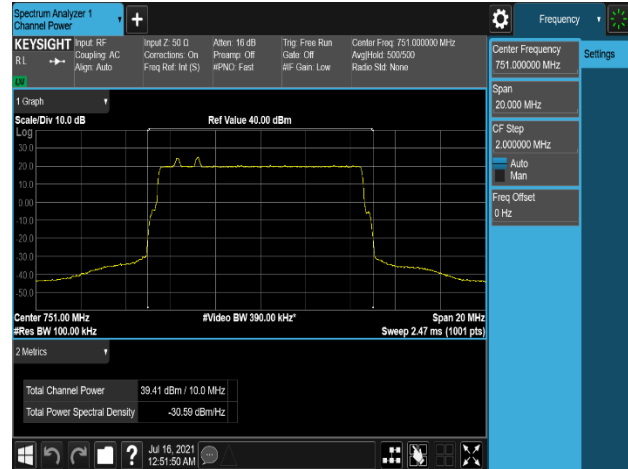 Spectrum Analyzer 1
Channel Power
Frequency
KEYSIGHT
R L
Input: RF
Coupling: AC
Align: Auto
Input Z: 50 Ω
Corrections: On
Freq Ref: Int (S)
Atten: 16 dB
Preamp: Off
#PNO: Fast
Trig: Free Run
Gate: Off
#IF Gain: Low
Center Freq: 751.000000 MHz
Avg|Hold: 500/500
Radio Std: None
Center Frequency
751.000000 MHz
Settings
Span
20.000 MHz
CF Step
2.000000 MHz
Auto
Man
Freq Offset
0 Hz
1 Graph
Scale/Div 10.0 dB
Ref Value 40.00 dBm
Log
30.0
20.0
10.0
0.00
-10.0
-20.0
-30.0
-40.0
-50.0
Center 751.00 MHz
#Video BW 390.00 kHz*
Span 20 MHz
#Res BW 100.00 kHz
Sweep 2.47 ms (1001 pts)
2 Metrics
Total Channel Power
39.41 dBm / 10.0 MHz
Total Power Spectral Density
-30.59 dBm/Hz
?
Jul 16, 2021
12:51:50 AM